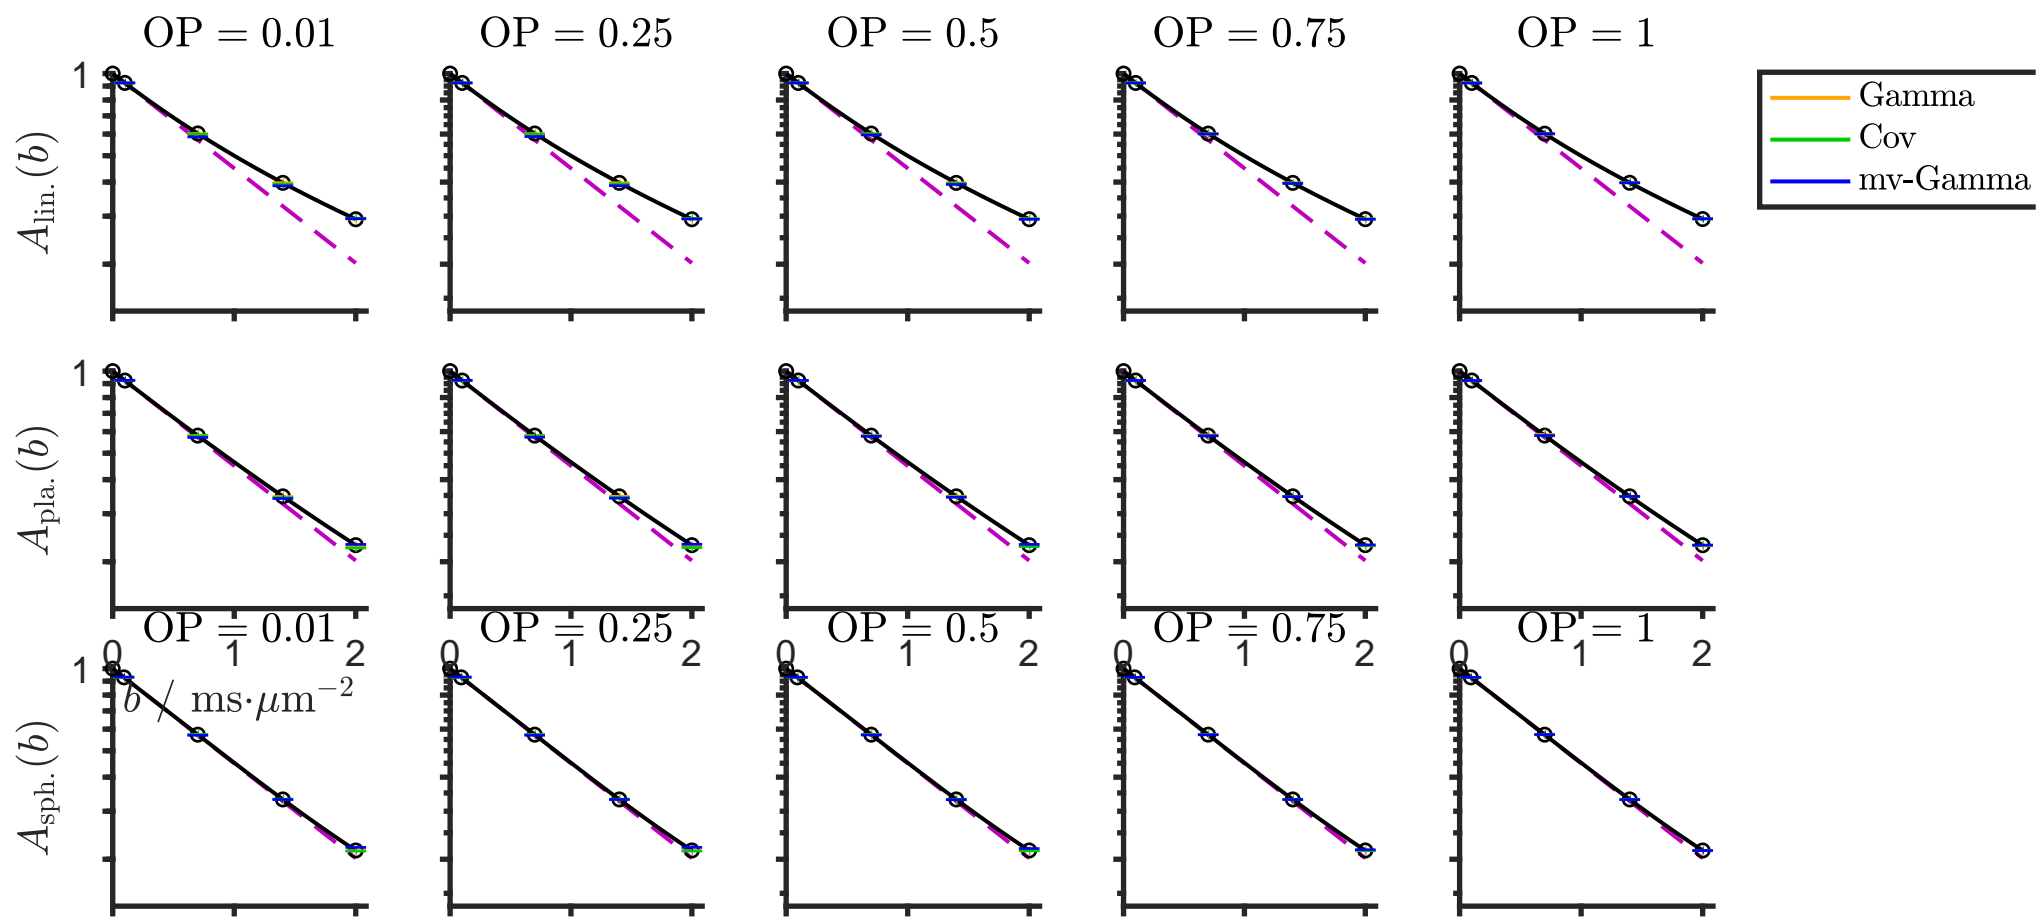 OP = 0.01 OP = 0.25 OP = 0.5 OP = 0.75 OP = 1
1
A_lin.(b)
Gamma
Cov
mv-Gamma
1
A_pla.(b)
OP = 0.01 OP = 0.25 OP = 0.5 OP = 0.75 OP = 1
0 1 2 0 1 2 0 1 2 0 1 2 0 1 2
1
b / ms·μm⁻²
A_sph.(b)